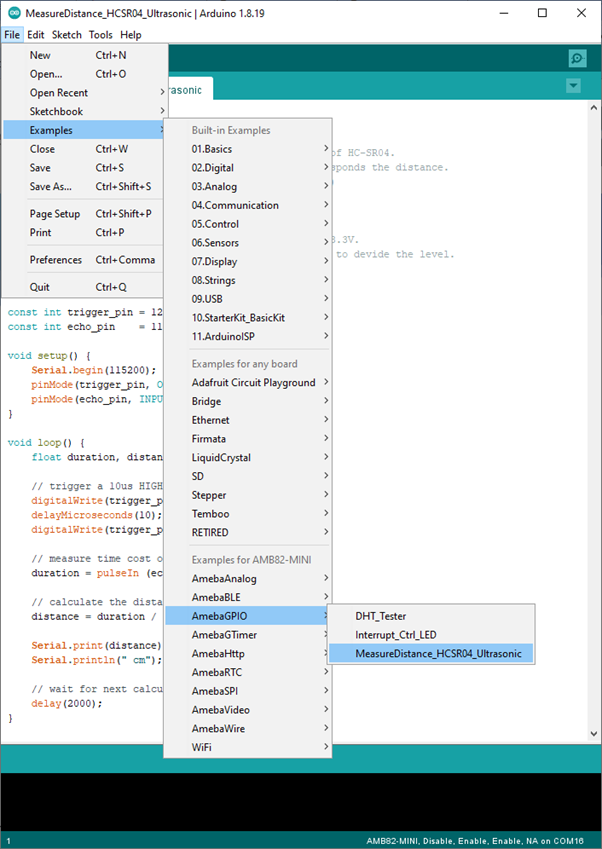 MeasureDistance_HCSR04_Ultrasonic | Arduino 1.8.19
File Edit Sketch Tools Help
New Ctrl+N
Open... Ctrl+O
Open Recent
Sketchbook
Examples
Close Ctrl+W
Save Ctrl+S
Save As... Ctrl+Shift+S
Page Setup Ctrl+Shift+P
Print Ctrl+P
Preferences Ctrl+Comma
Quit Ctrl+Q
Built-in Examples
01.Basics
02.Digital
03.Analog
04.Communication
05.Control
06.Sensors
07.Display
08.Strings
09.USB
10.StarterKit_BasicKit
11.ArduinoISP
Examples for any board
Adafruit Circuit Playground
Bridge
Ethernet
Firmata
LiquidCrystal
SD
Stepper
Temboo
RETIRED
Examples for AMB82-MINI
AmebaAnalog
AmebaBLE
AmebaGPIO
AmebaGTimer
AmebaHttp
AmebaRTC
AmebaSPI
AmebaVideo
AmebaWire
WiFi
DHT_Tester
Interrupt_Ctrl_LED
MeasureDistance_HCSR04_Ultrasonic
rasonic
of HC-SR04.
sponds the distance.
3.3V.
to devide the level.
const int trigger_pin = 12
const int echo_pin = 11
void setup() {
Serial.begin(115200);
pinMode(trigger_pin, O
pinMode(echo_pin, INPU
}
void loop() {
float duration, distan
// trigger a 10us HIGH
digitalWrite(trigger_p
delayMicroseconds(10);
digitalWrite(trigger_p
// measure time cost o
duration = pulseIn (ec
// calculate the dista
distance = duration /
Serial.print(distance)
Serial.println(" cm");
// wait for next calcu
delay(2000);
}
1
AMB82-MINI, Disable, Enable, Enable, NA on COM16